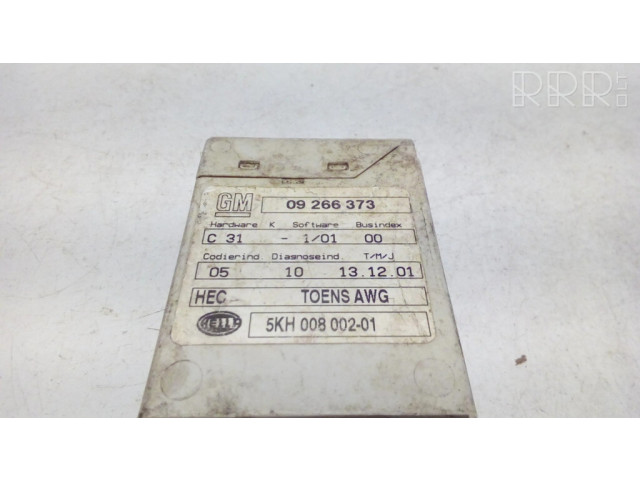 RRR.LT
GM 09 266 373
Hardware K Software Busindex
C 31 - 1/01 00
Codierind. Diagnoseind. T/M/J
05 10 13.12.01
HEC TOENS AWG
HELLA 5KH 008 002-01